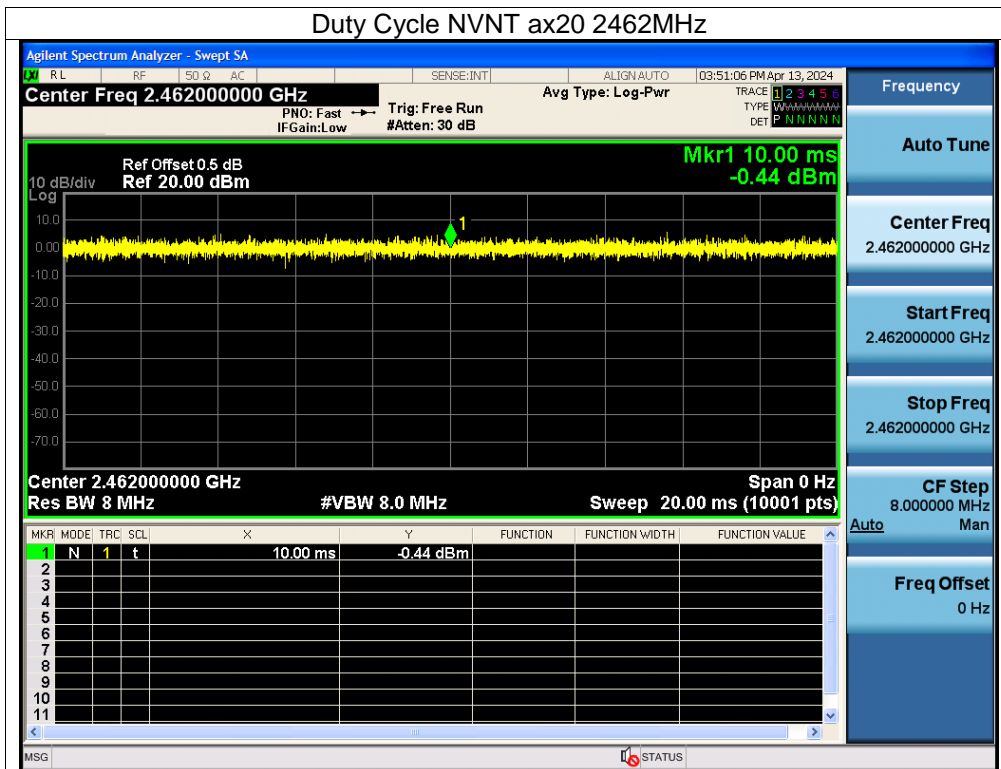 Duty Cycle NVNT ax20 2462MHz
Agilent Spectrum Analyzer - Swept SA
LXI RL RF 50 Ω AC SENSE:INT ALIGN AUTO 03:51:06 PM Apr 13, 2024
Center Freq 2.462000000 GHz Avg Type: Log-Pwr TRACE 1 2 3 4 5 6
PNO: Fast Trig: Free Run TYPE WWWWWW
IFGain:Low #Atten: 30 dB DET P N N N N N
Frequency
Mkr1 10.00 ms
Ref Offset 0.5 dB
10 dB/div Ref 20.00 dBm -0.44 dBm
Log
10.0
1
0.00
-10.0
-20.0
-30.0
-40.0
-50.0
-60.0
-70.0
Center 2.462000000 GHz Span 0 Hz
Res BW 8 MHz #VBW 8.0 MHz Sweep 20.00 ms (10001 pts)
MKR MODE TRC SCL X Y FUNCTION FUNCTION WIDTH FUNCTION VALUE
1 N 1 t 10.00 ms -0.44 dBm
2
3
4
5
6
7
8
9
10
11
Auto Tune
Center Freq
2.462000000 GHz
Start Freq
2.462000000 GHz
Stop Freq
2.462000000 GHz
CF Step
8.000000 MHz
Auto Man
Freq Offset
0 Hz
MSG STATUS